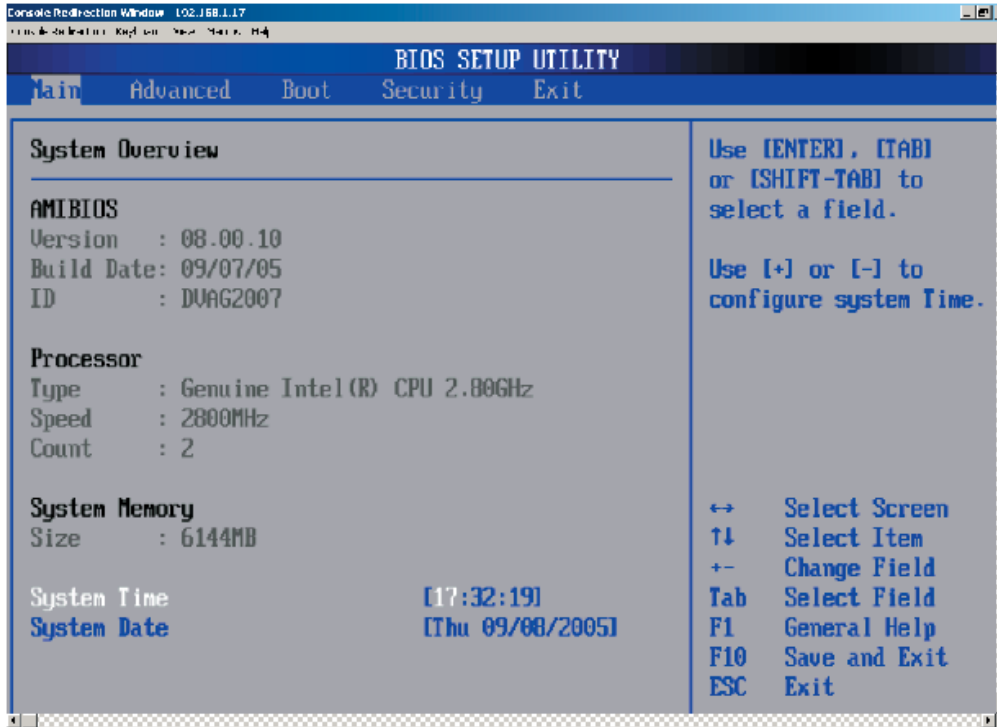 Console Redirection Window 192.168.1.17
BIOS SETUP UTILITY
Main Advanced Boot Security Exit
System Overview
AMIBIOS
Version : 08.00.10
Build Date: 09/07/05
ID : DVAG2007
Processor
Type : Genuine Intel(R) CPU 2.80GHz
Speed : 2800MHz
Count : 2
System Memory
Size : 6144MB
System Time [17:32:19]
System Date [Thu 09/08/2005]
Use [ENTER], [TAB]
or [SHIFT-TAB] to
select a field.
Use [+] or [-] to
configure system Time.
↔ Select Screen
↑↓ Select Item
+- Change Field
Tab Select Field
F1 General Help
F10 Save and Exit
ESC Exit